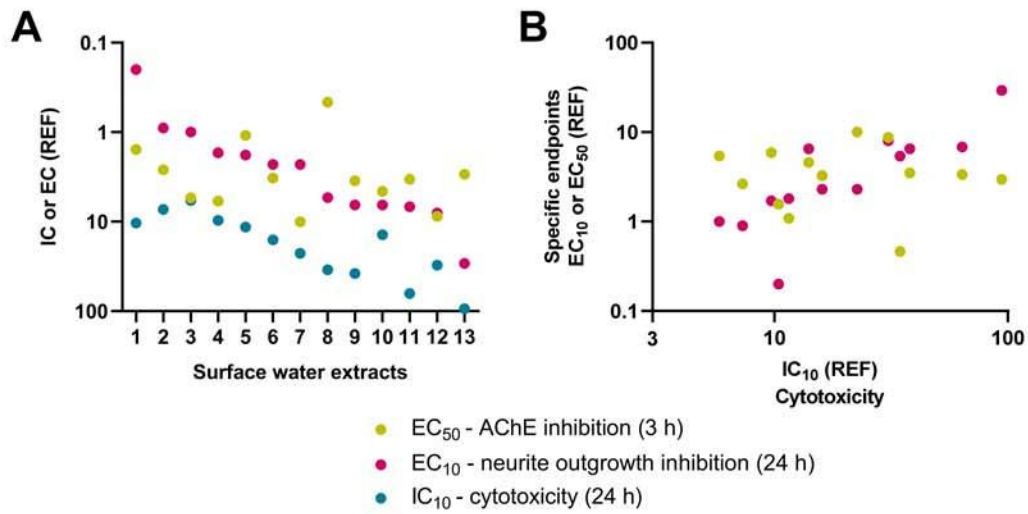 A
IC or EC (REF)
0.1
1
10
100
1 2 3 4 5 6 7 8 9 10 11 12 13
Surface water extracts
B
Specific endpoints
EC10 or EC50 (REF)
100
10
1
0.1
3 10 100
IC10 (REF)
Cytotoxicity
EC50 - AChE inhibition (3 h)
EC10 - neurite outgrowth inhibition (24 h)
IC10 - cytotoxicity (24 h)